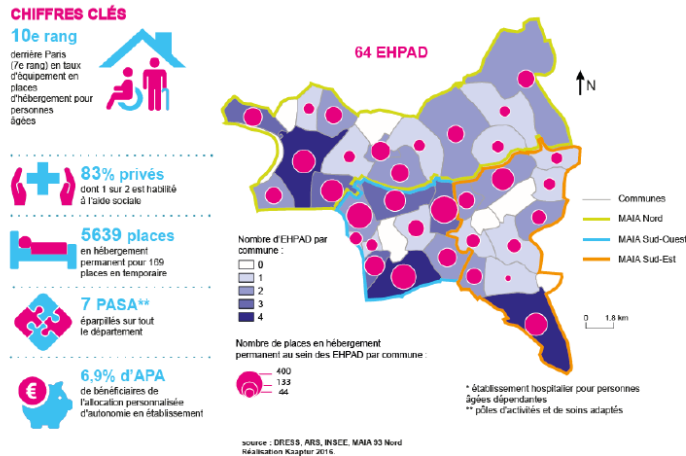 CHIFFRES CLÉS
10e rang
derrière Paris
(7e rang) en taux
d'équipement en
places
d'hébergement pour
personnes
âgées
83% privés
dont 1 sur 2 est habilité
à l'aide sociale
5639 places
en hébergement
permanent pour 169
places en temporaire
7 PASA**
éparpillés sur tout
le département
€
6,9% d'APA
de bénéficiaires de
l'allocation personnalisée
d'autonomie en établissement
64 EHPAD
N
Communes
MAIA Nord
MAIA Sud-Ouest
MAIA Sud-Est
0 1.8 km
Nombre d'EHPAD par
commune :
0
1
2
3
4
Nombre de places en hébergement
permanent au sein des EHPAD par commune :
400
133
44
* établissement hospitalier pour personnes
âgées dépendantes
** pôles d'activités et de soins adaptés
source : DRESS, ARS, INSEE, MAIA 93 Nord
Réalisation Kaaptur 2016.